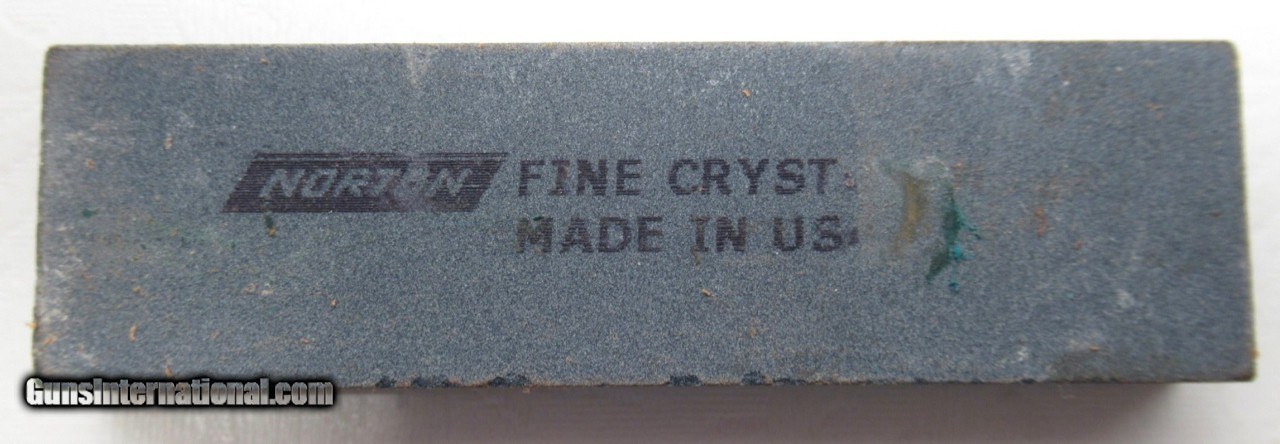 NORTON FINE CRYST
MADE IN US
GunsInternational.com